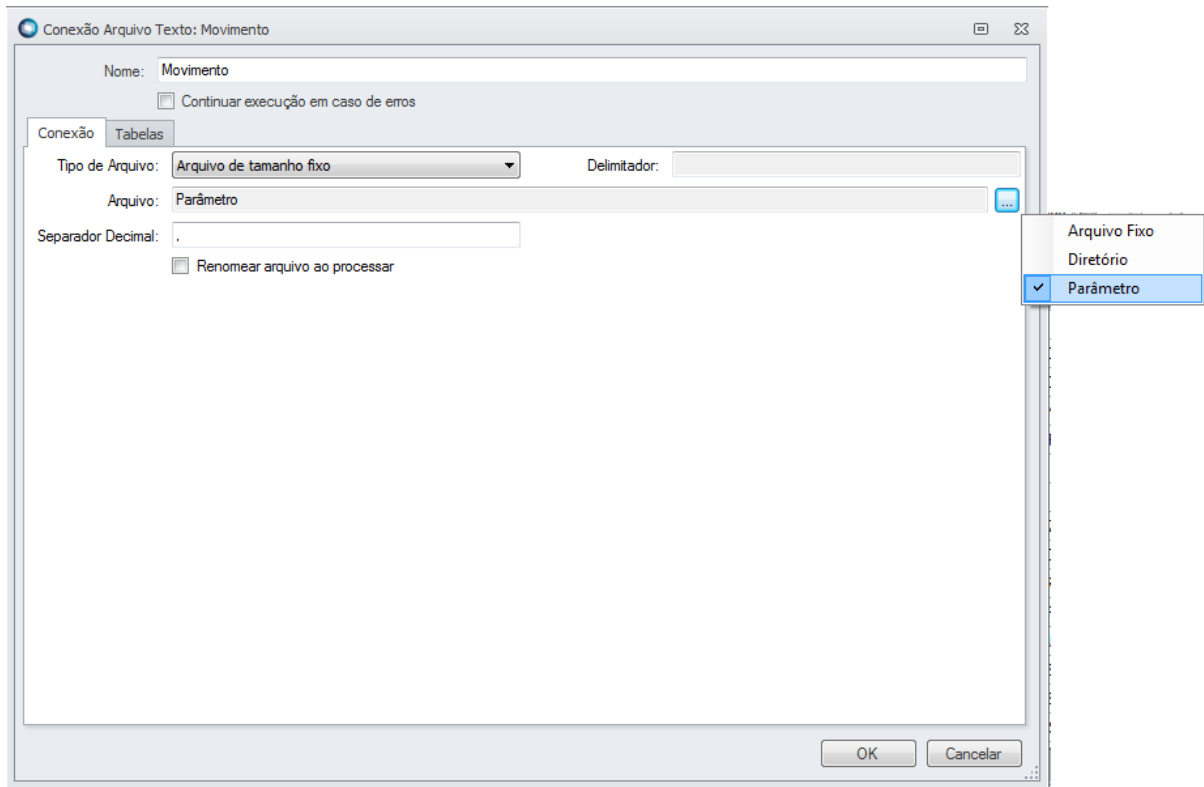 Conexão Arquivo Texto: Movimento
Nome: Movimento
Continuar execução em caso de erros
Conexão Tabelas
Tipo de Arquivo: Arquivo de tamanho fixo Delimitador:
Arquivo: Parâmetro ...
Separador Decimal: ,
Renomear arquivo ao processar
Arquivo Fixo
Diretório
Parâmetro
OK Cancelar